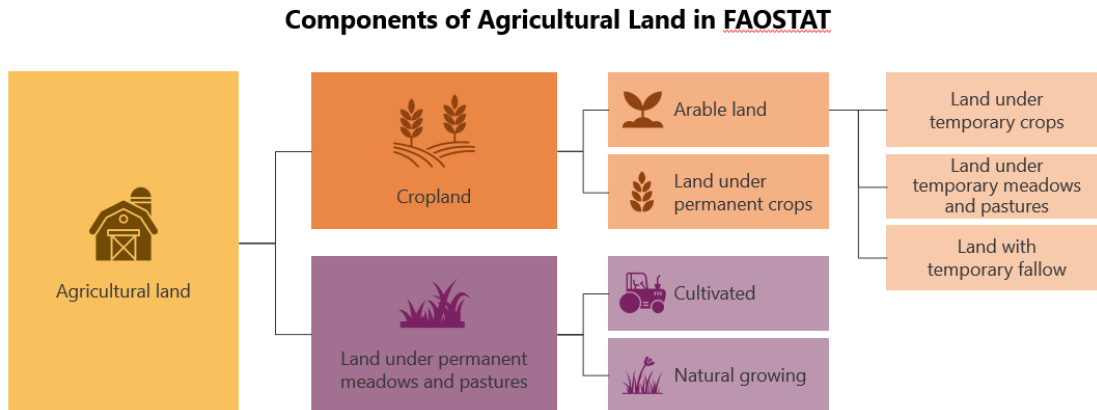 Components of Agricultural Land in FAOSTAT
Agricultural land
Cropland
Arable land
Land under
permanent crops
Land under
temporary crops
Land under
temporary meadows
and pastures
Land with
temporary fallow
Land under permanent
meadows and pastures
Cultivated
Natural growing